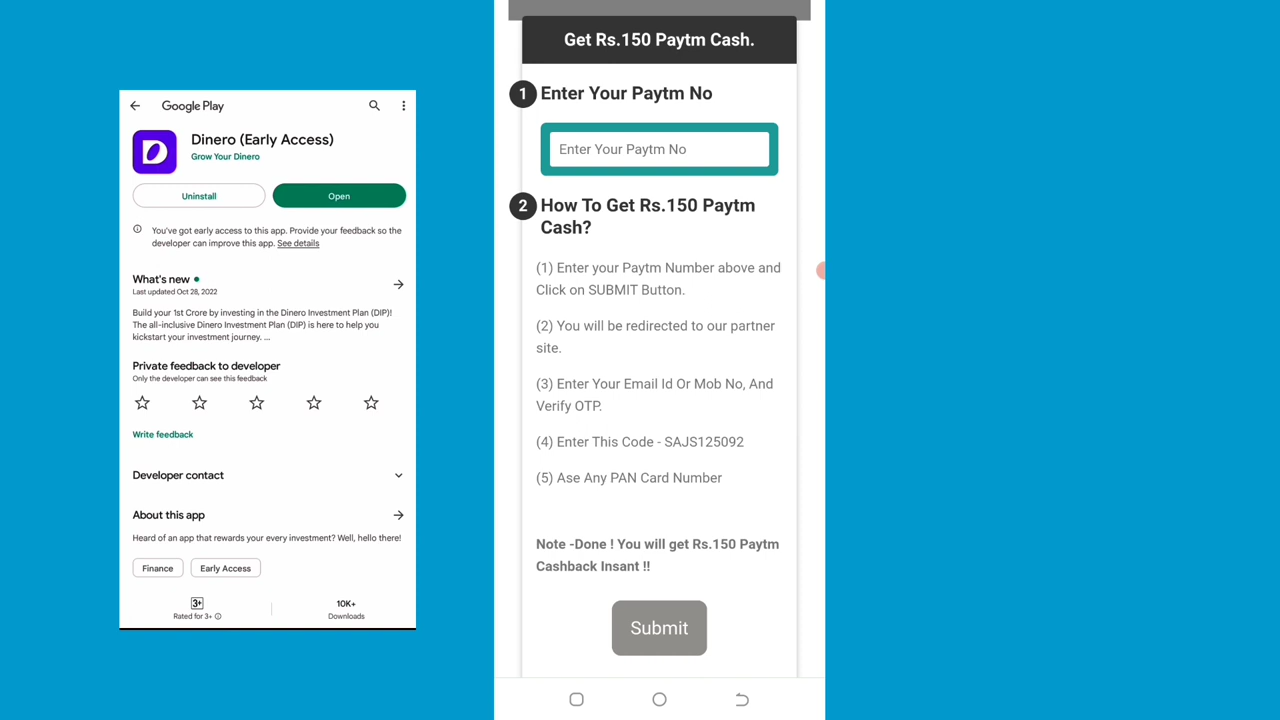 Google Play
Dinero (Early Access)
Grow Your Dinero
Uninstall
Open
You've got early access to this app. Provide your feedback so the
developer can improve this app. See details
What's new
Last updated Oct 28, 2022
Build your 1st Crore by investing in the Dinero Investment Plan (DIP)!
The all-inclusive Dinero Investment Plan (DIP) is here to help you
kickstart your investment journey. ...
Private feedback to developer
Only the developer can see this feedback
Write feedback
Developer contact
About this app
Heard of an app that rewards your every investment? Well, hello there!
Finance
Early Access
3+
Rated for 3+
10K+
Downloads
Get Rs.150 Paytm Cash.
1 Enter Your Paytm No
Enter Your Paytm No
2 How To Get Rs.150 Paytm
Cash?
(1) Enter your Paytm Number above and
Click on SUBMIT Button.
(2) You will be redirected to our partner
site.
(3) Enter Your Email Id Or Mob No, And
Verify OTP.
(4) Enter This Code - SAJS125092
(5) Ase Any PAN Card Number
Note -Done ! You will get Rs.150 Paytm
Cashback Insant !!
Submit